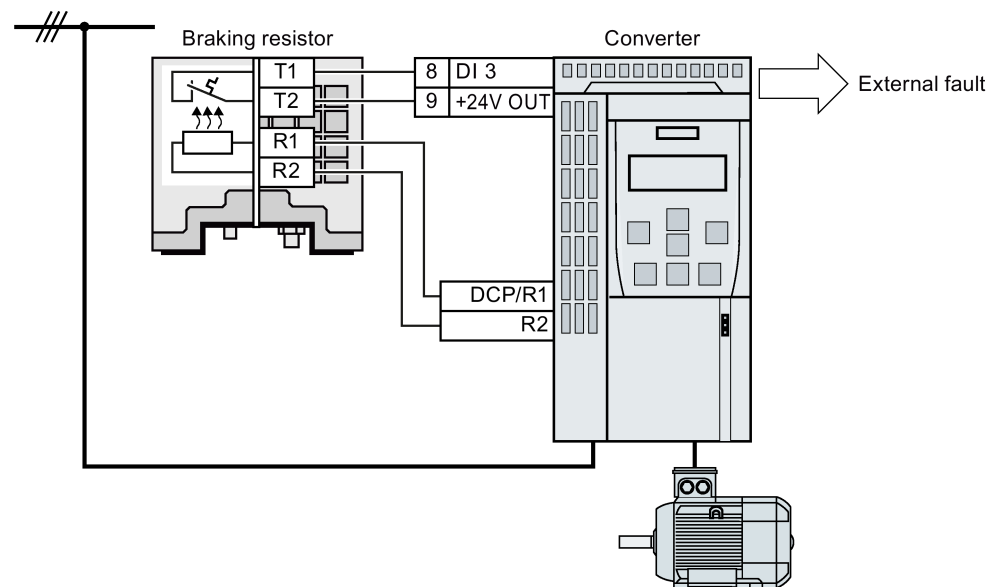 Braking resistor
Converter
T1
8 DI 3
External fault
T2
9 +24V OUT
R1
R2
DCP/R1
R2